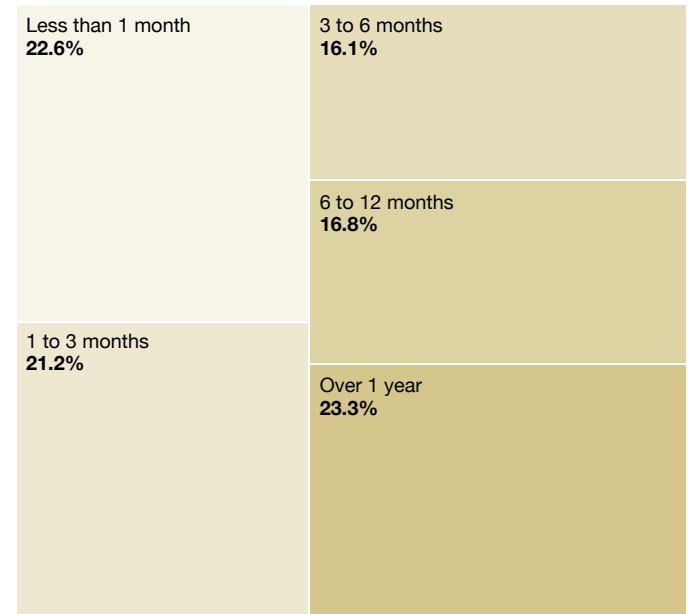 Less than 1 month
22.6%
1 to 3 months
21.2%
3 to 6 months
16.1%
6 to 12 months
16.8%
Over 1 year
23.3%